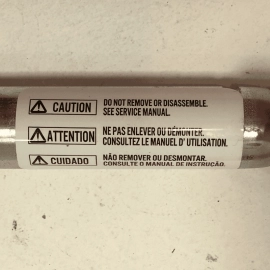 CAUTION
DO NOT REMOVE OR DISASSEMBLE.
SEE SERVICE MANUAL.
ATTENTION
NE PAS ENLEVER OU DÉMONTER.
CONSULTEZ LE MANUEL D' UTILISATION.
CUIDADO
NÃO REMOVER OU DESMONTAR.
CONSULTE O MANUAL DE INSTRUÇÃO.